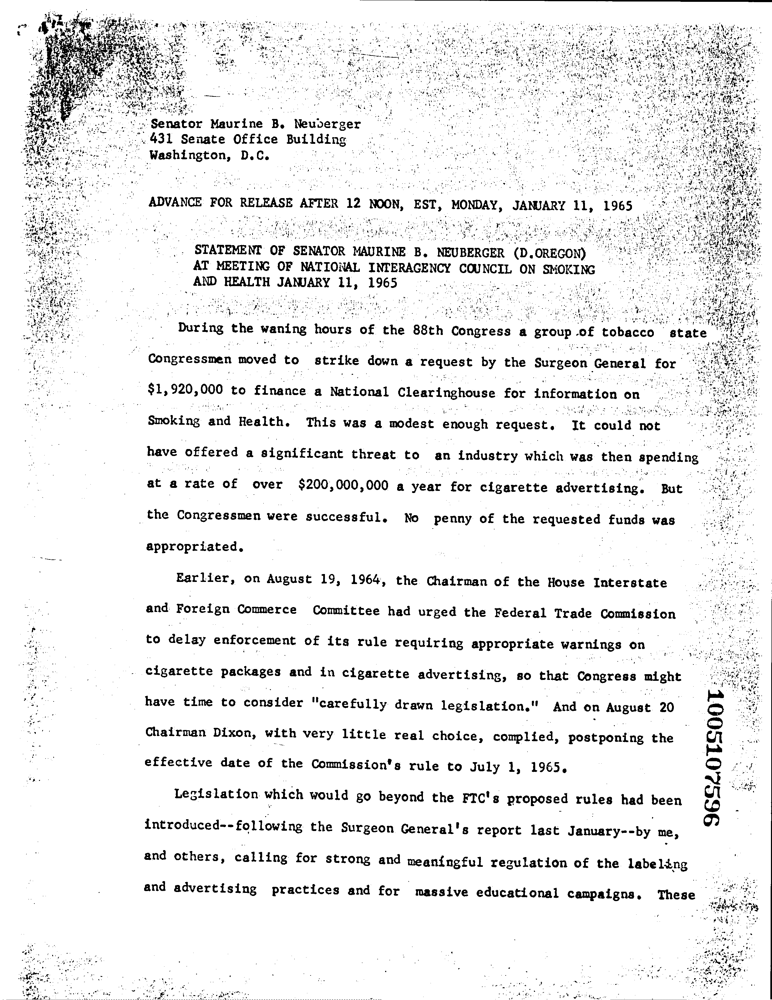 Senator Maurine B. Neuberger
431 Senate Office Building
Washington, D.C.
ADVANCE FOR RELEASE AFTER 12 NOON, EST, MONDAY, JANUARY 11, 1965
STATEMENT OF SENATOR MAURINE B. NEUBERGER (D.OREGON)
AT MEETING OF NATIONAL INTERAGENCY COUNCIL ON SMOKING
AND HEALTH JANUARY 11, 1965
During the waning hours of the 88th Congress a group of tobacco state
Congressmen moved to strike down a request by the Surgeon General for
$1,920,000 to finance a National Clearinghouse for information on
Smoking and Health. This was a modest enough request. It could not
have offered a significant threat to an industry which was then spending
at a rate of over $200,000,000 a year for cigarette advertising. But
the Congressmen were successful. No penny of the requested funds was
appropriated.
Earlier, on August 19, 1964, the Chairman of the House Interstate
and Foreign Commerce Committee had urged the Federal Trade Commission
to delay enforcement of its rule requiring appropriate warnings on
cigarette packages and in cigarette advertising, so that Congress might
have time to consider "carefully drawn legislation." And on August 20
Chairman Dixon, with very little real choice, complied, postponing the
effective date of the Commission's rule to July 1, 1965.
Legislation which would go beyond the FTC's proposed rules had been
introduced--following the Surgeon General's report last January--by me,
and others, calling for strong and meaningful regulation of the labeling
and advertising practices and for massive educational campaigns. These
1005107596